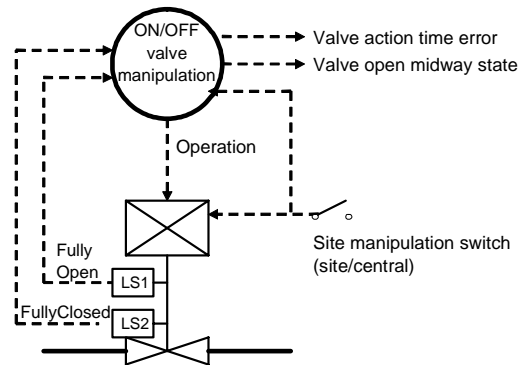 ON/OFF
valve
manipulation
Valve action time error
Valve open midway state
Operation
Site manipulation switch
(site/central)
Fully
Open
LS1
FullyClosed
LS2